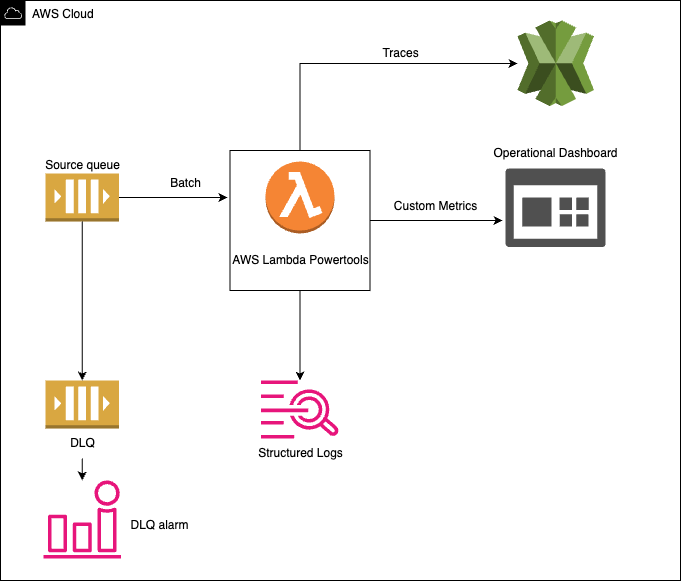 AWS Cloud
Traces
Source queue
Batch
Operational Dashboard
Custom Metrics
AWS Lambda Powertools
DLQ
Structured Logs
DLQ alarm